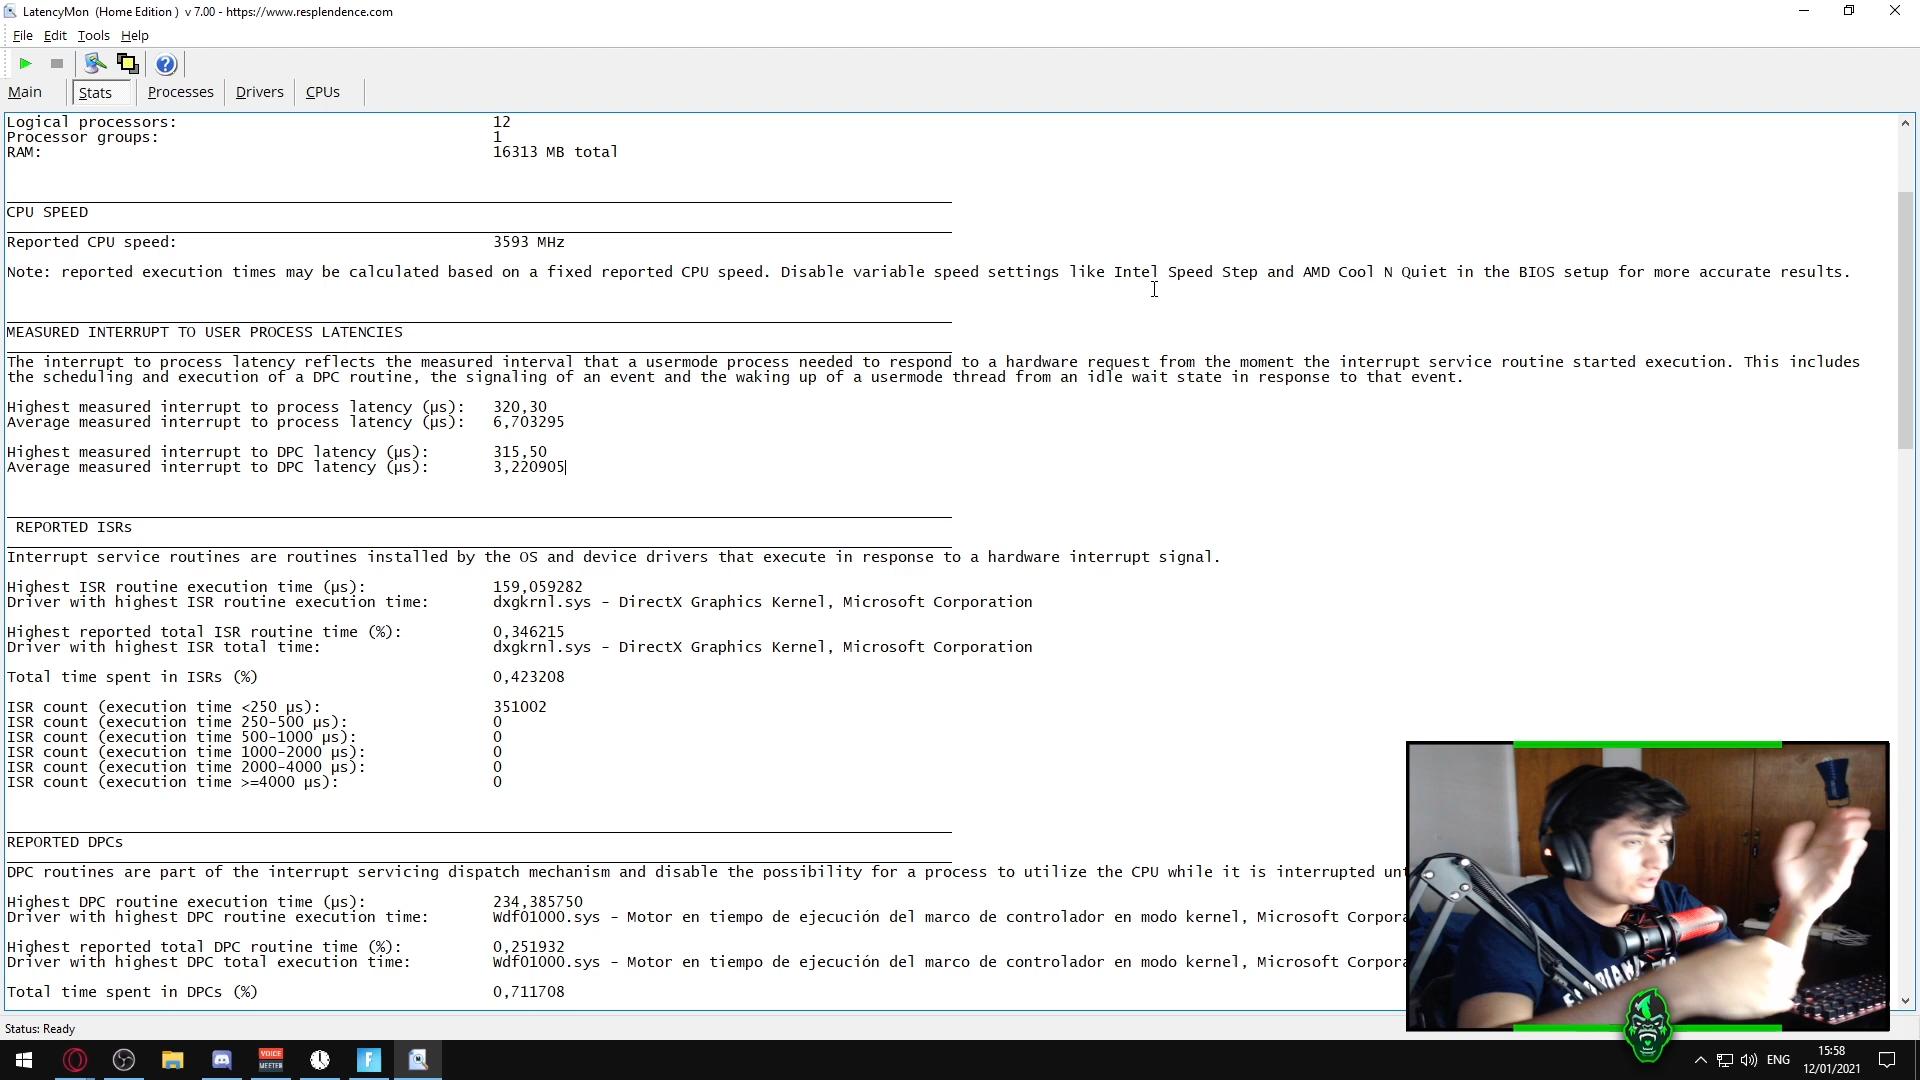 LatencyMon (Home Edition ) v 7.00 - https://www.resplendence.com
File Edit Tools Help
Main Stats Processes Drivers CPUs
Logical processors: 12
Processor groups: 1
RAM: 16313 MB total
CPU SPEED
Reported CPU speed: 3593 MHz
Note: reported execution times may be calculated based on a fixed reported CPU speed. Disable variable speed settings like Intel Speed Step and AMD Cool N Quiet in the BIOS setup for more accurate results.
MEASURED INTERRUPT TO USER PROCESS LATENCIES
The interrupt to process latency reflects the measured interval that a usermode process needed to respond to a hardware request from the moment the interrupt service routine started execution. This includes
the scheduling and execution of a DPC routine, the signaling of an event and the waking up of a usermode thread from an idle wait state in response to that event.
Highest measured interrupt to process latency (µs): 320,30
Average measured interrupt to process latency (µs): 6,703295
Highest measured interrupt to DPC latency (µs): 315,50
Average measured interrupt to DPC latency (µs): 3,220905
REPORTED ISRs
Interrupt service routines are routines installed by the OS and device drivers that execute in response to a hardware interrupt signal.
Highest ISR routine execution time (µs): 159,059282
Driver with highest ISR routine execution time: dxgkrnl.sys - DirectX Graphics Kernel, Microsoft Corporation
Highest reported total ISR routine time (%): 0,346215
Driver with highest ISR total time: dxgkrnl.sys - DirectX Graphics Kernel, Microsoft Corporation
Total time spent in ISRs (%) 0,423208
ISR count (execution time <250 µs): 351002
ISR count (execution time 250-500 µs): 0
ISR count (execution time 500-1000 µs): 0
ISR count (execution time 1000-2000 µs): 0
ISR count (execution time 2000-4000 µs): 0
ISR count (execution time >=4000 µs): 0
REPORTED DPCs
DPC routines are part of the interrupt servicing dispatch mechanism and disable the possibility for a process to utilize the CPU while it is interrupted unt
Highest DPC routine execution time (µs): 234,385750
Driver with highest DPC routine execution time: Wdf01000.sys - Motor en tiempo de ejecución del marco de controlador en modo kernel, Microsoft Corpora
Highest reported total DPC routine time (%): 0,251932
Driver with highest DPC total execution time: Wdf01000.sys - Motor en tiempo de ejecución del marco de controlador en modo kernel, Microsoft Corpora
Total time spent in DPCs (%) 0,711708
Status: Ready
VOICE
MEETER
ENG
15:58
12/01/2021